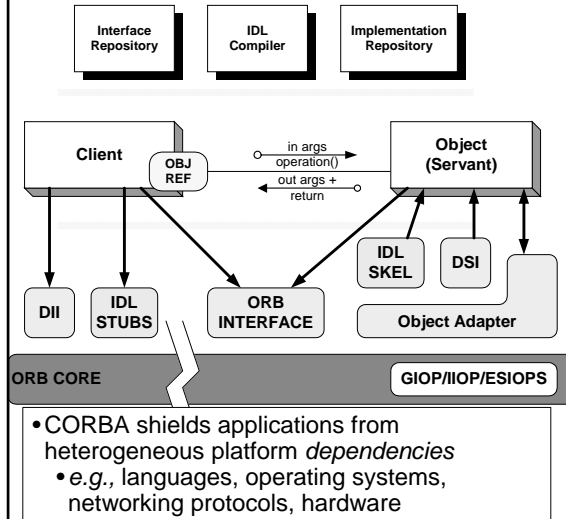 Interface
Repository
IDL
Compiler
Implementation
Repository
Client
OBJ
REF
in args
operation()
out args +
return
Object
(Servant)
DII
IDL
STUBS
ORB
INTERFACE
IDL
SKEL
DSI
Object Adapter
ORB CORE
GIOP/IIOP/ESIOPS
•CORBA shields applications from
heterogeneous platform dependencies
•e.g., languages, operating systems,
networking protocols, hardware